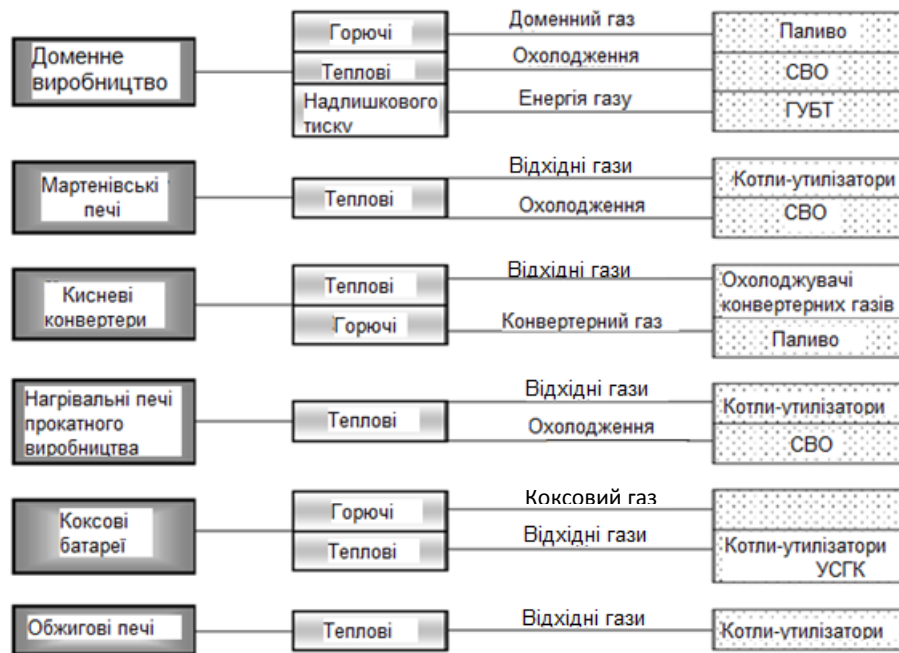 Доменне
виробництво
Горючі
Доменний газ
Паливо
Теплові
Охолодження
СВО
Надлишкового
тиску
Енергія газу
ГУБТ
Мартенівські
печі
Теплові
Відхідні гази
Котли-утилізатори
Охолодження
СВО
Кисневі
конвертери
Теплові
Відхідні гази
Охолоджувачі
конвертерних газів
Горючі
Конвертерний газ
Паливо
Нагрівальні печі
прокатного
виробництва
Теплові
Відхідні гази
Котли-утилізатори
Охолодження
СВО
Коксові
батареї
Горючі
Коксовий газ
Теплові
Відхідні гази
Котли-утилізатори
УСГК
Обжигові печі
Теплові
Відхідні гази
Котли-утилізатори